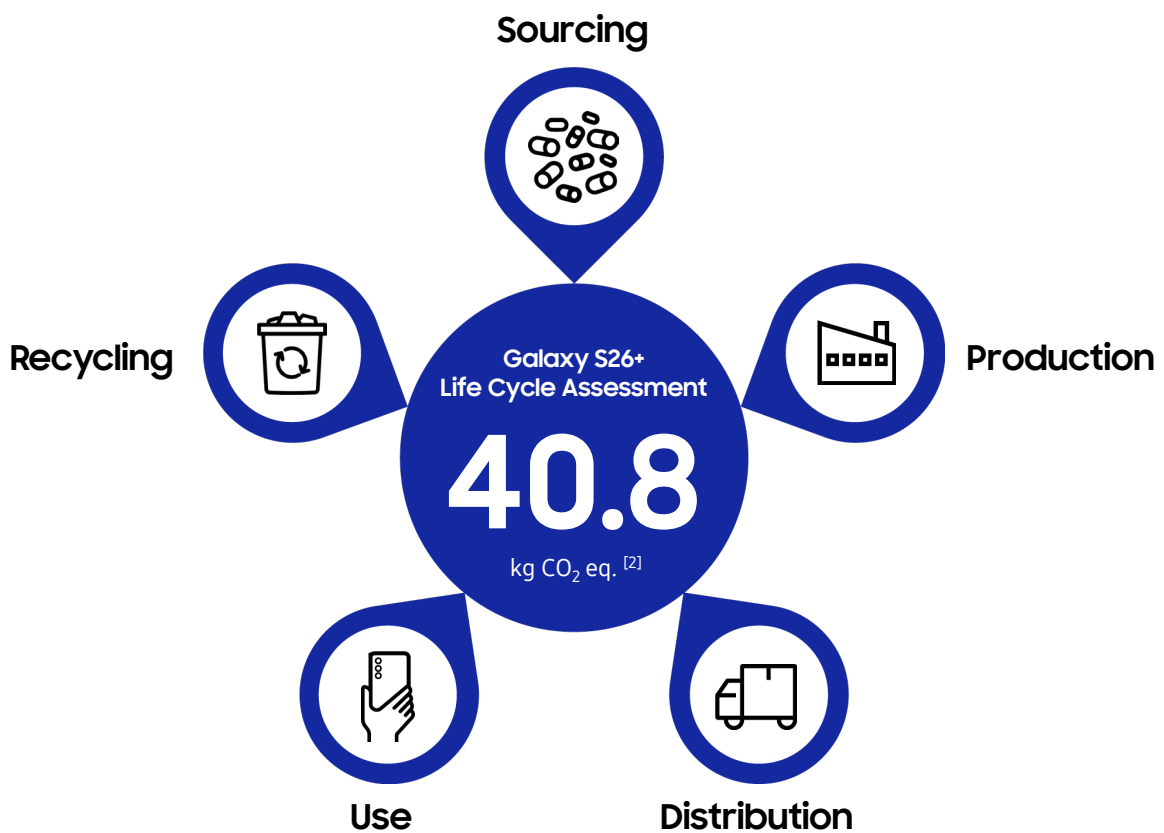 Sourcing
Recycling
Production
Galaxy S26+
Life Cycle Assessment
40.8
kg CO₂ eq. [2]
Use
Distribution